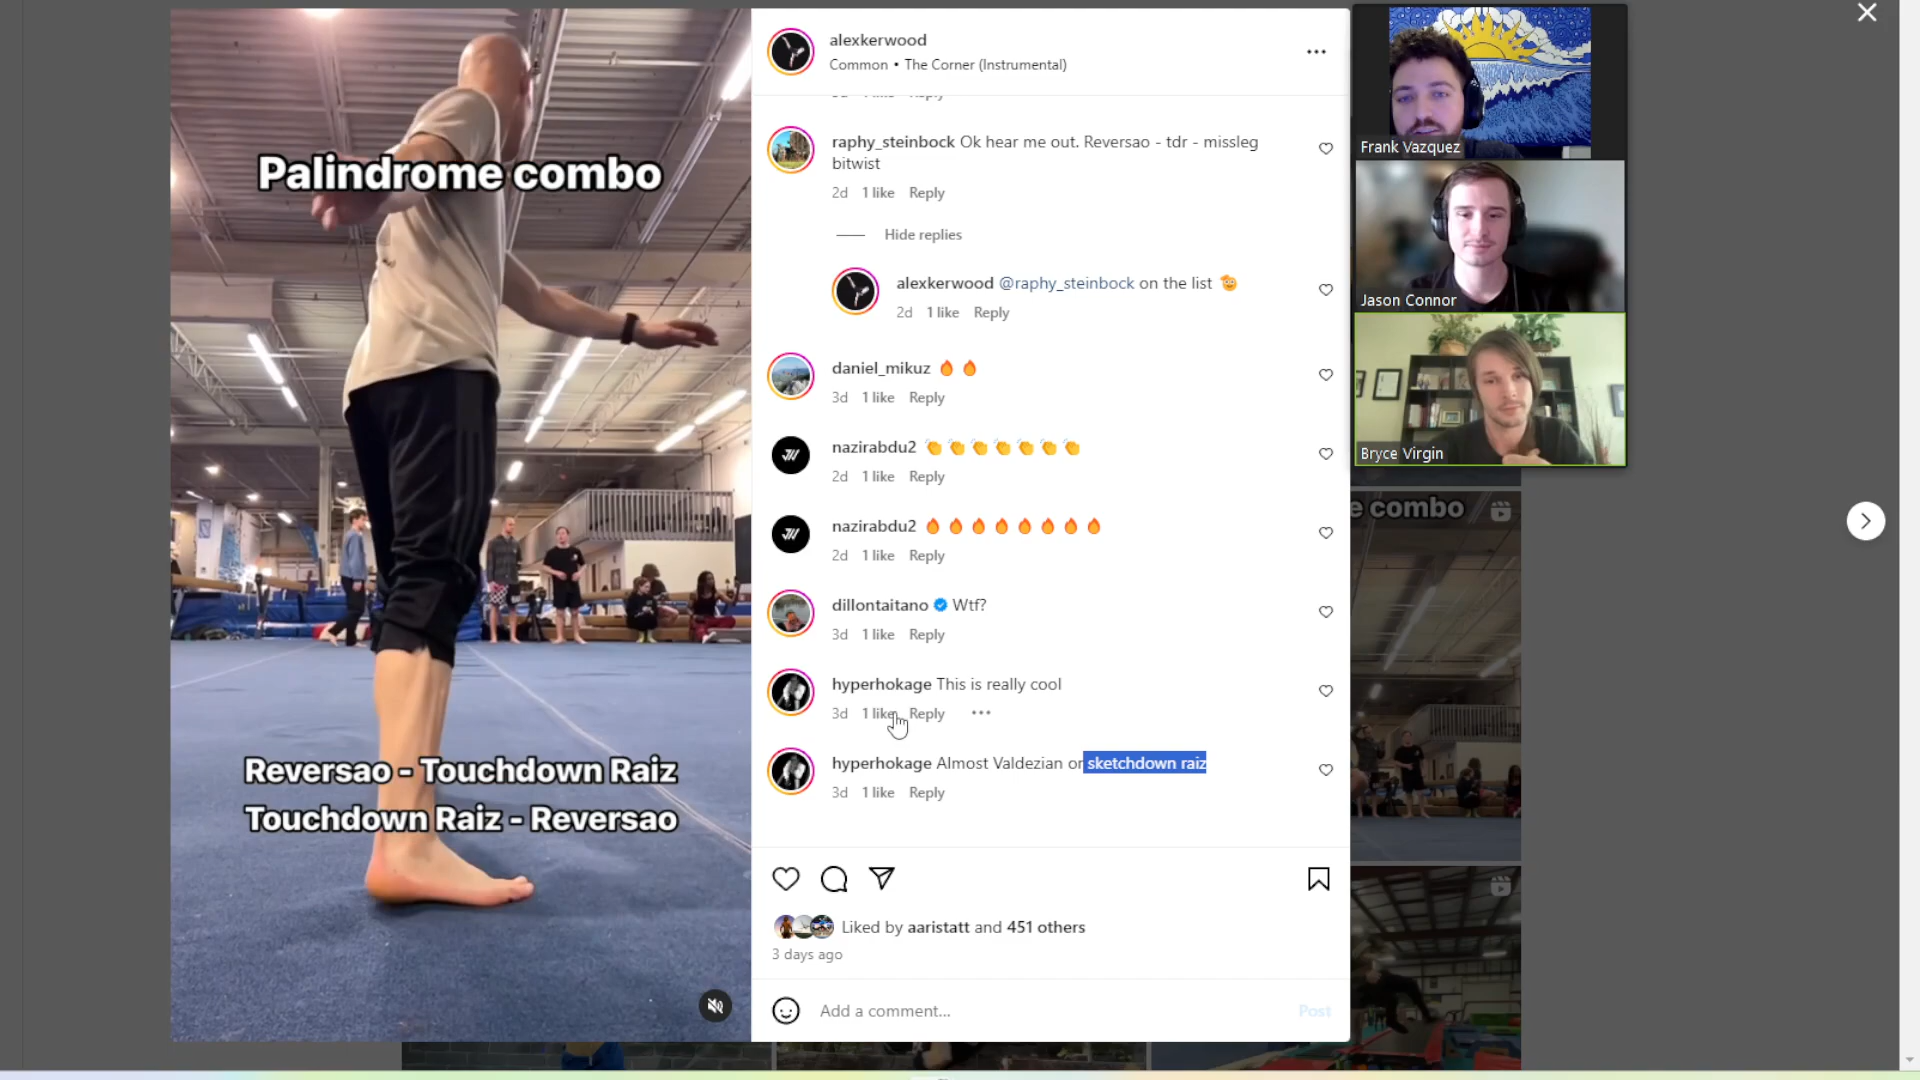 Palindrome combo
Reversao - Touchdown Raiz
Touchdown Raiz - Reversao
alexkerwood
Common • The Corner (Instrumental)
raphy_steinbock Ok hear me out. Reversao - tdr - missleg
bitwist
2d 1 like Reply
Hide replies
alexkerwood @raphy_steinbock on the list
2d 1 like Reply
daniel_mikuz 🔥 🔥
3d 1 like Reply
nazirabdu2 👏 👏 👏 👏 👏 👏 👏
2d 1 like Reply
nazirabdu2 🔥 🔥 🔥 🔥 🔥 🔥 🔥 🔥
2d 1 like Reply
dillontaitano Wtf?
3d 1 like Reply
hyperhokage This is really cool
3d 1 like Reply
hyperhokage Almost Valdezian or sketchdown raiz
3d 1 like Reply
Liked by aaristatt and 451 others
3 days ago
Add a comment...
Post
Frank Vazquez
Jason Connor
Bryce Virgin
e combo